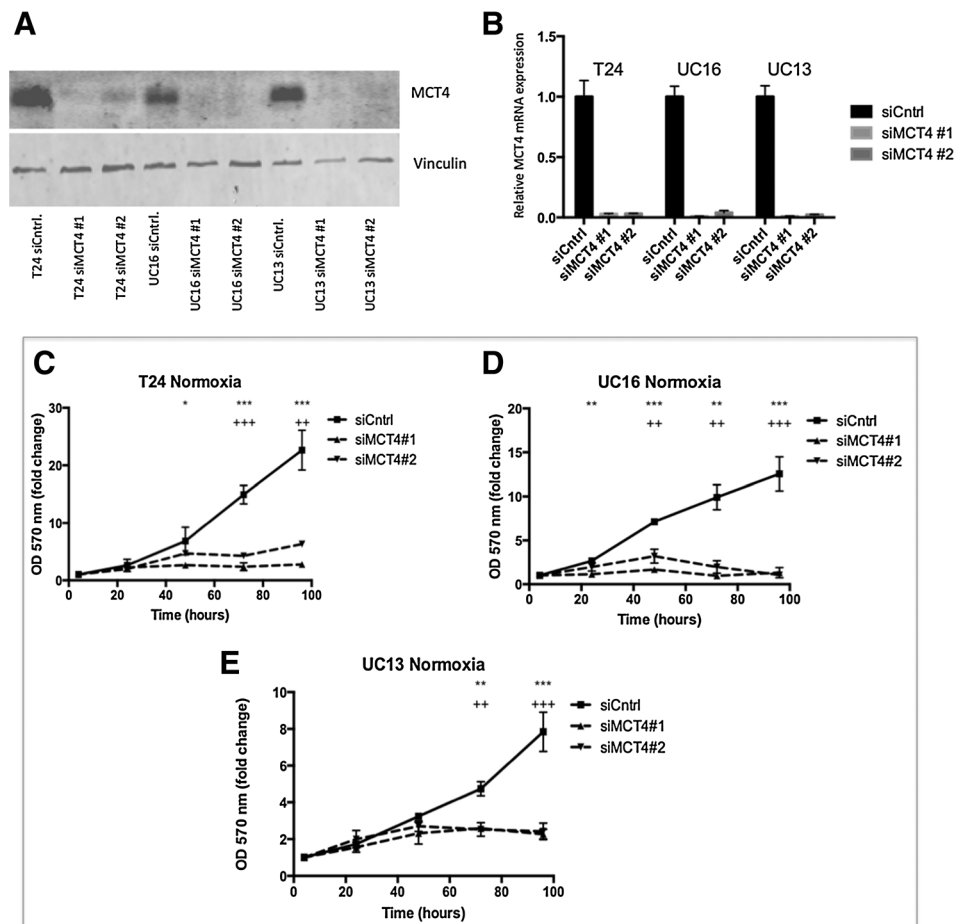 A
MCT4
Vinculin
T24 siCntrl.
T24 siMCT4 #1
T24 siMCT4 #2
UC16 siCntrl.
UC16 siMCT4 #1
UC16 siMCT4 #2
UC13 siCntrl.
UC13 siMCT4 #1
UC13 siMCT4 #2
B
Relative MCT4 mRNA expression
1.5
1.0
0.5
0.0
T24
UC16
UC13
siCntrl
siMCT4 #1
siMCT4 #2
siCntrl
siMCT4 #1
siMCT4 #2
siCntrl
siMCT4 #1
siMCT4 #2
siCntrl
siMCT4 #1
siMCT4 #2
C
T24 Normoxia
* *** ***
+++ ++
OD 570 nm (fold change)
30
20
10
0
0 20 40 60 80 100
Time (hours)
siCntrl
siMCT4#1
siMCT4#2
D
UC16 Normoxia
** *** ** ***
++ ++ +++
OD 570 nm (fold change)
20
15
10
5
0
0 20 40 60 80 100
Time (hours)
siCntrl
siMCT4#1
siMCT4#2
E
UC13 Normoxia
** ***
++ +++
OD 570 nm (fold change)
10
8
6
4
2
0
0 20 40 60 80 100
Time (hours)
siCntrl
siMCT4#1
siMCT4#2